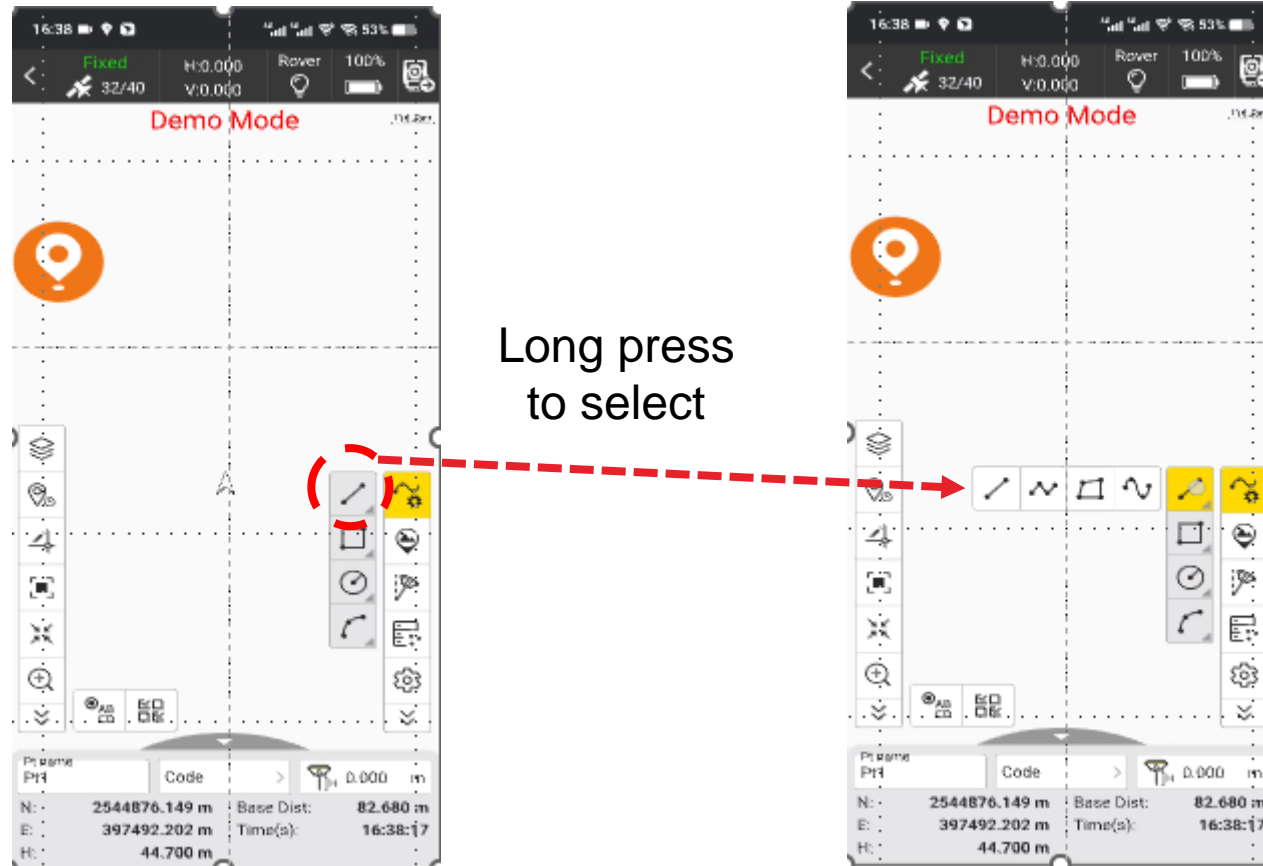 16:38 53%
Fixed H:0.000 Rover 100%
32/40 V:0.000
Demo Mode
Pt name
Pt1 Code > 0.000 m
N: 2544876.149 m Base Dist: 82.680 m
E: 397492.202 m Time(s): 16:38:17
H: 44.700 m
Long press
to select
16:38 53%
Fixed H:0.000 Rover 100%
32/40 V:0.000
Demo Mode
Pt name
Pt1 Code > 0.000 m
N: 2544876.149 m Base Dist: 82.680 m
E: 397492.202 m Time(s): 16:38:17
H: 44.700 m